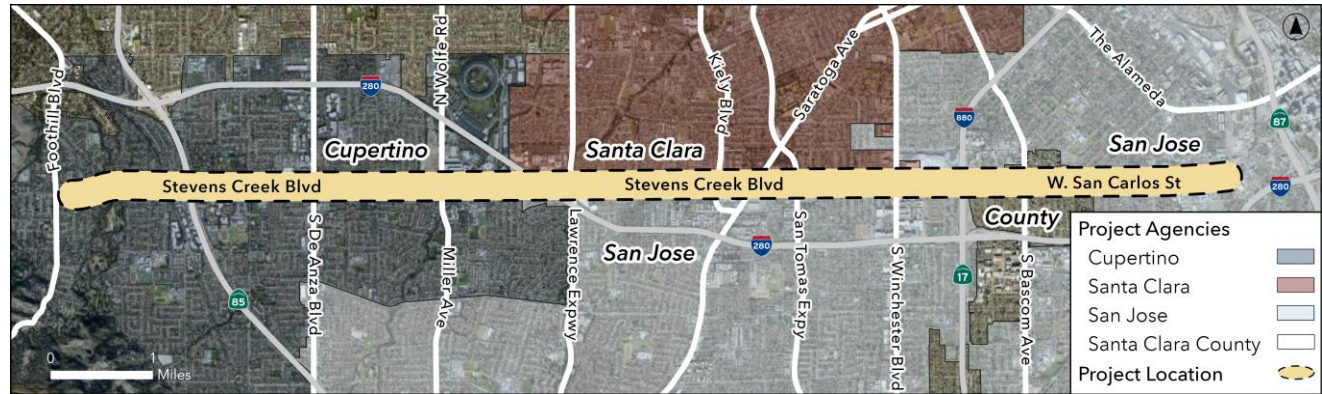 Foothill Blvd
280
N Wolfe Rd
Kiely Blvd
Saratoga Ave
880
The Alameda
87
Cupertino
Santa Clara
San Jose
Stevens Creek Blvd
Stevens Creek Blvd
W. San Carlos St
280
85
S De Anza Blvd
Miller Ave
Lawrence Expwy
San Jose
280
San Tomas Expy
S Winchester Blvd
17
County
S Bascom Ave
0 1
Miles
Project Agencies
Cupertino
Santa Clara
San Jose
Santa Clara County
Project Location